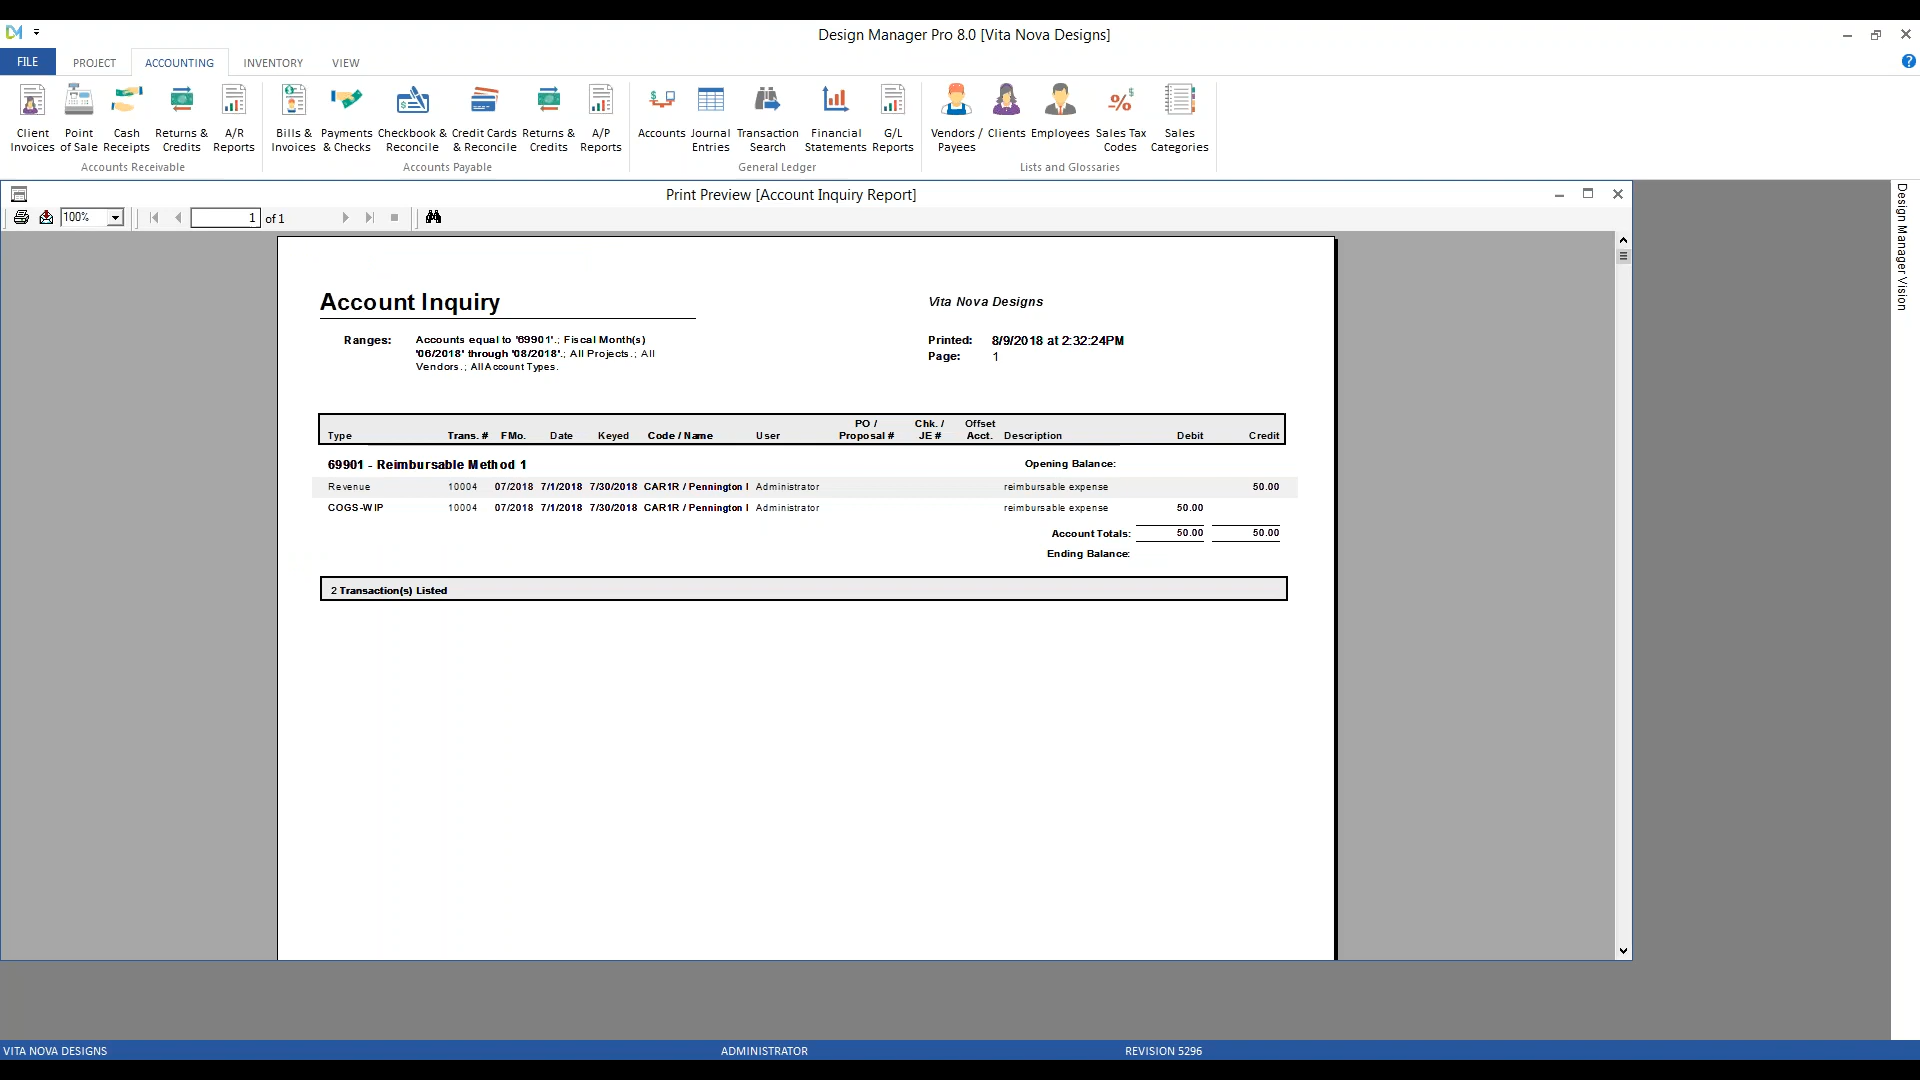 Design Manager Pro 8.0 [Vita Nova Designs]
FILE PROJECT ACCOUNTING INVENTORY VIEW
Client Invoices
Point of Sale
Cash Receipts
Returns & Credits
A/R Reports
Accounts Receivable
Bills & Invoices
Payments & Checks
Checkbook & Reconcile
Credit Cards & Reconcile
Returns & Credits
A/P Reports
Accounts Payable
Accounts
Journal Entries
Transaction Search
Financial Statements
G/L Reports
General Ledger
Vendors / Payees
Clients
Employees
Sales Tax Codes
Sales Categories
Lists and Glossaries
Print Preview [Account Inquiry Report]
100% 1 of 1
Design Manager Vision
Account Inquiry
Vita Nova Designs
Ranges: Accounts equal to '69901'.; Fiscal Month(s)
'06/2018' through '08/2018'.; All Projects.; All
Vendors.; All Account Types.
Printed: 8/9/2018 at 2:32:24PM
Page: 1
Type Trans. # FMo. Date Keyed Code / Name User PO / Proposal # Chk. / JE # Offset Acct. Description Debit Credit
69901 - Reimbursable Method 1 Opening Balance:
Revenue 10004 07/2018 7/1/2018 7/30/2018 CAR1R / Pennington I Administrator reimbursable expense 50.00
COGS-WIP 10004 07/2018 7/1/2018 7/30/2018 CAR1R / Pennington I Administrator reimbursable expense 50.00
Account Totals: 50.00 50.00
Ending Balance:
2 Transaction(s) Listed
VITA NOVA DESIGNS ADMINISTRATOR REVISION 5296